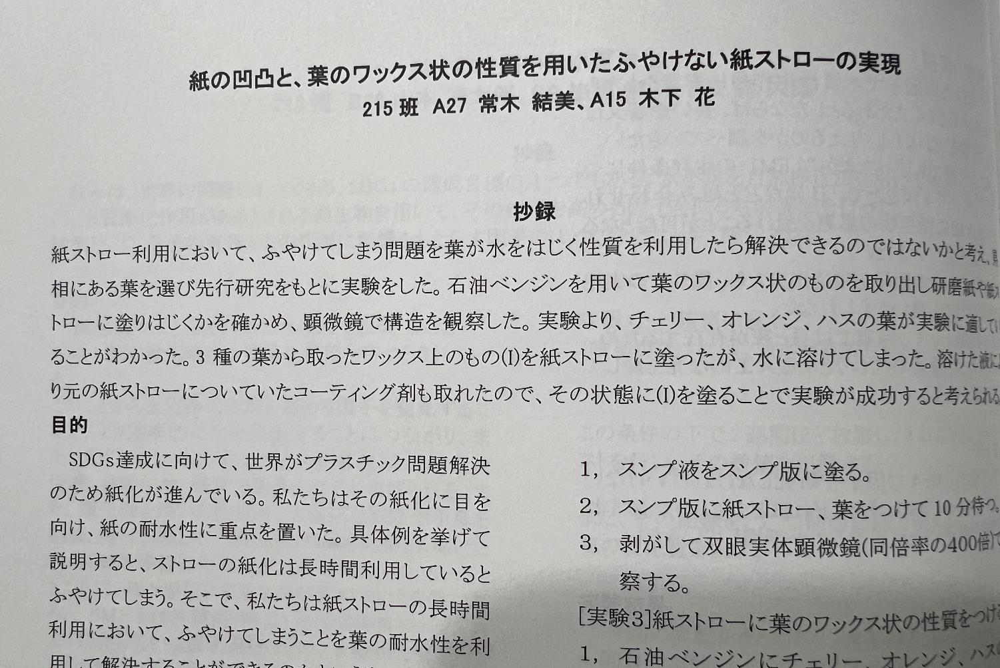 紙の凹凸と、葉のワックス状の性質を用いたふやけない紙ストローの実現
215 班 A27 常木 結美、A15 木下 花
抄録
紙ストロー利用において、ふやけてしまう問題を葉が水をはじく性質を利用したら解決できるのではないかと考え、
相にある葉を選び先行研究をもとに実験をした。石油ベンジンを用いて葉のワックス状のものを取り出し研磨紙や紙ス
トローに塗りはじくかを確かめ、顕微鏡で構造を観察した。実験より、チェリー、オレンジ、ハスの葉が実験に適してい
ることがわかった。3 種の葉から取ったワックス上のもの(I)を紙ストローに塗ったが、水に溶けてしまった。溶けた液によ
り元の紙ストローについていたコーティング剤も取れたので、その状態に(I)を塗ることで実験が成功すると考えられる
目的
SDGs達成に向けて、世界がプラスチック問題解決
のため紙化が進んでいる。私たちはその紙化に目を
向け、紙の耐水性に重点を置いた。具体例を挙げて
説明すると、ストローの紙化は長時間利用していると
ふやけてしまう。そこで、私たちは紙ストローの長時間
利用において、ふやけてしまうことを葉の耐水性を利
用して解決することができるのではないか
1, スンプ液をスンプ版に塗る。
2, スンプ版に紙ストロー、葉をつけて 10 分待つ。
3, 剥がして双眼実体顕微鏡(同倍率の400倍)で
察する。
[実験3]紙ストローに葉のワックス状の性質をつける
1, 石油ベンジンにチェリー、オレンジ、ハス